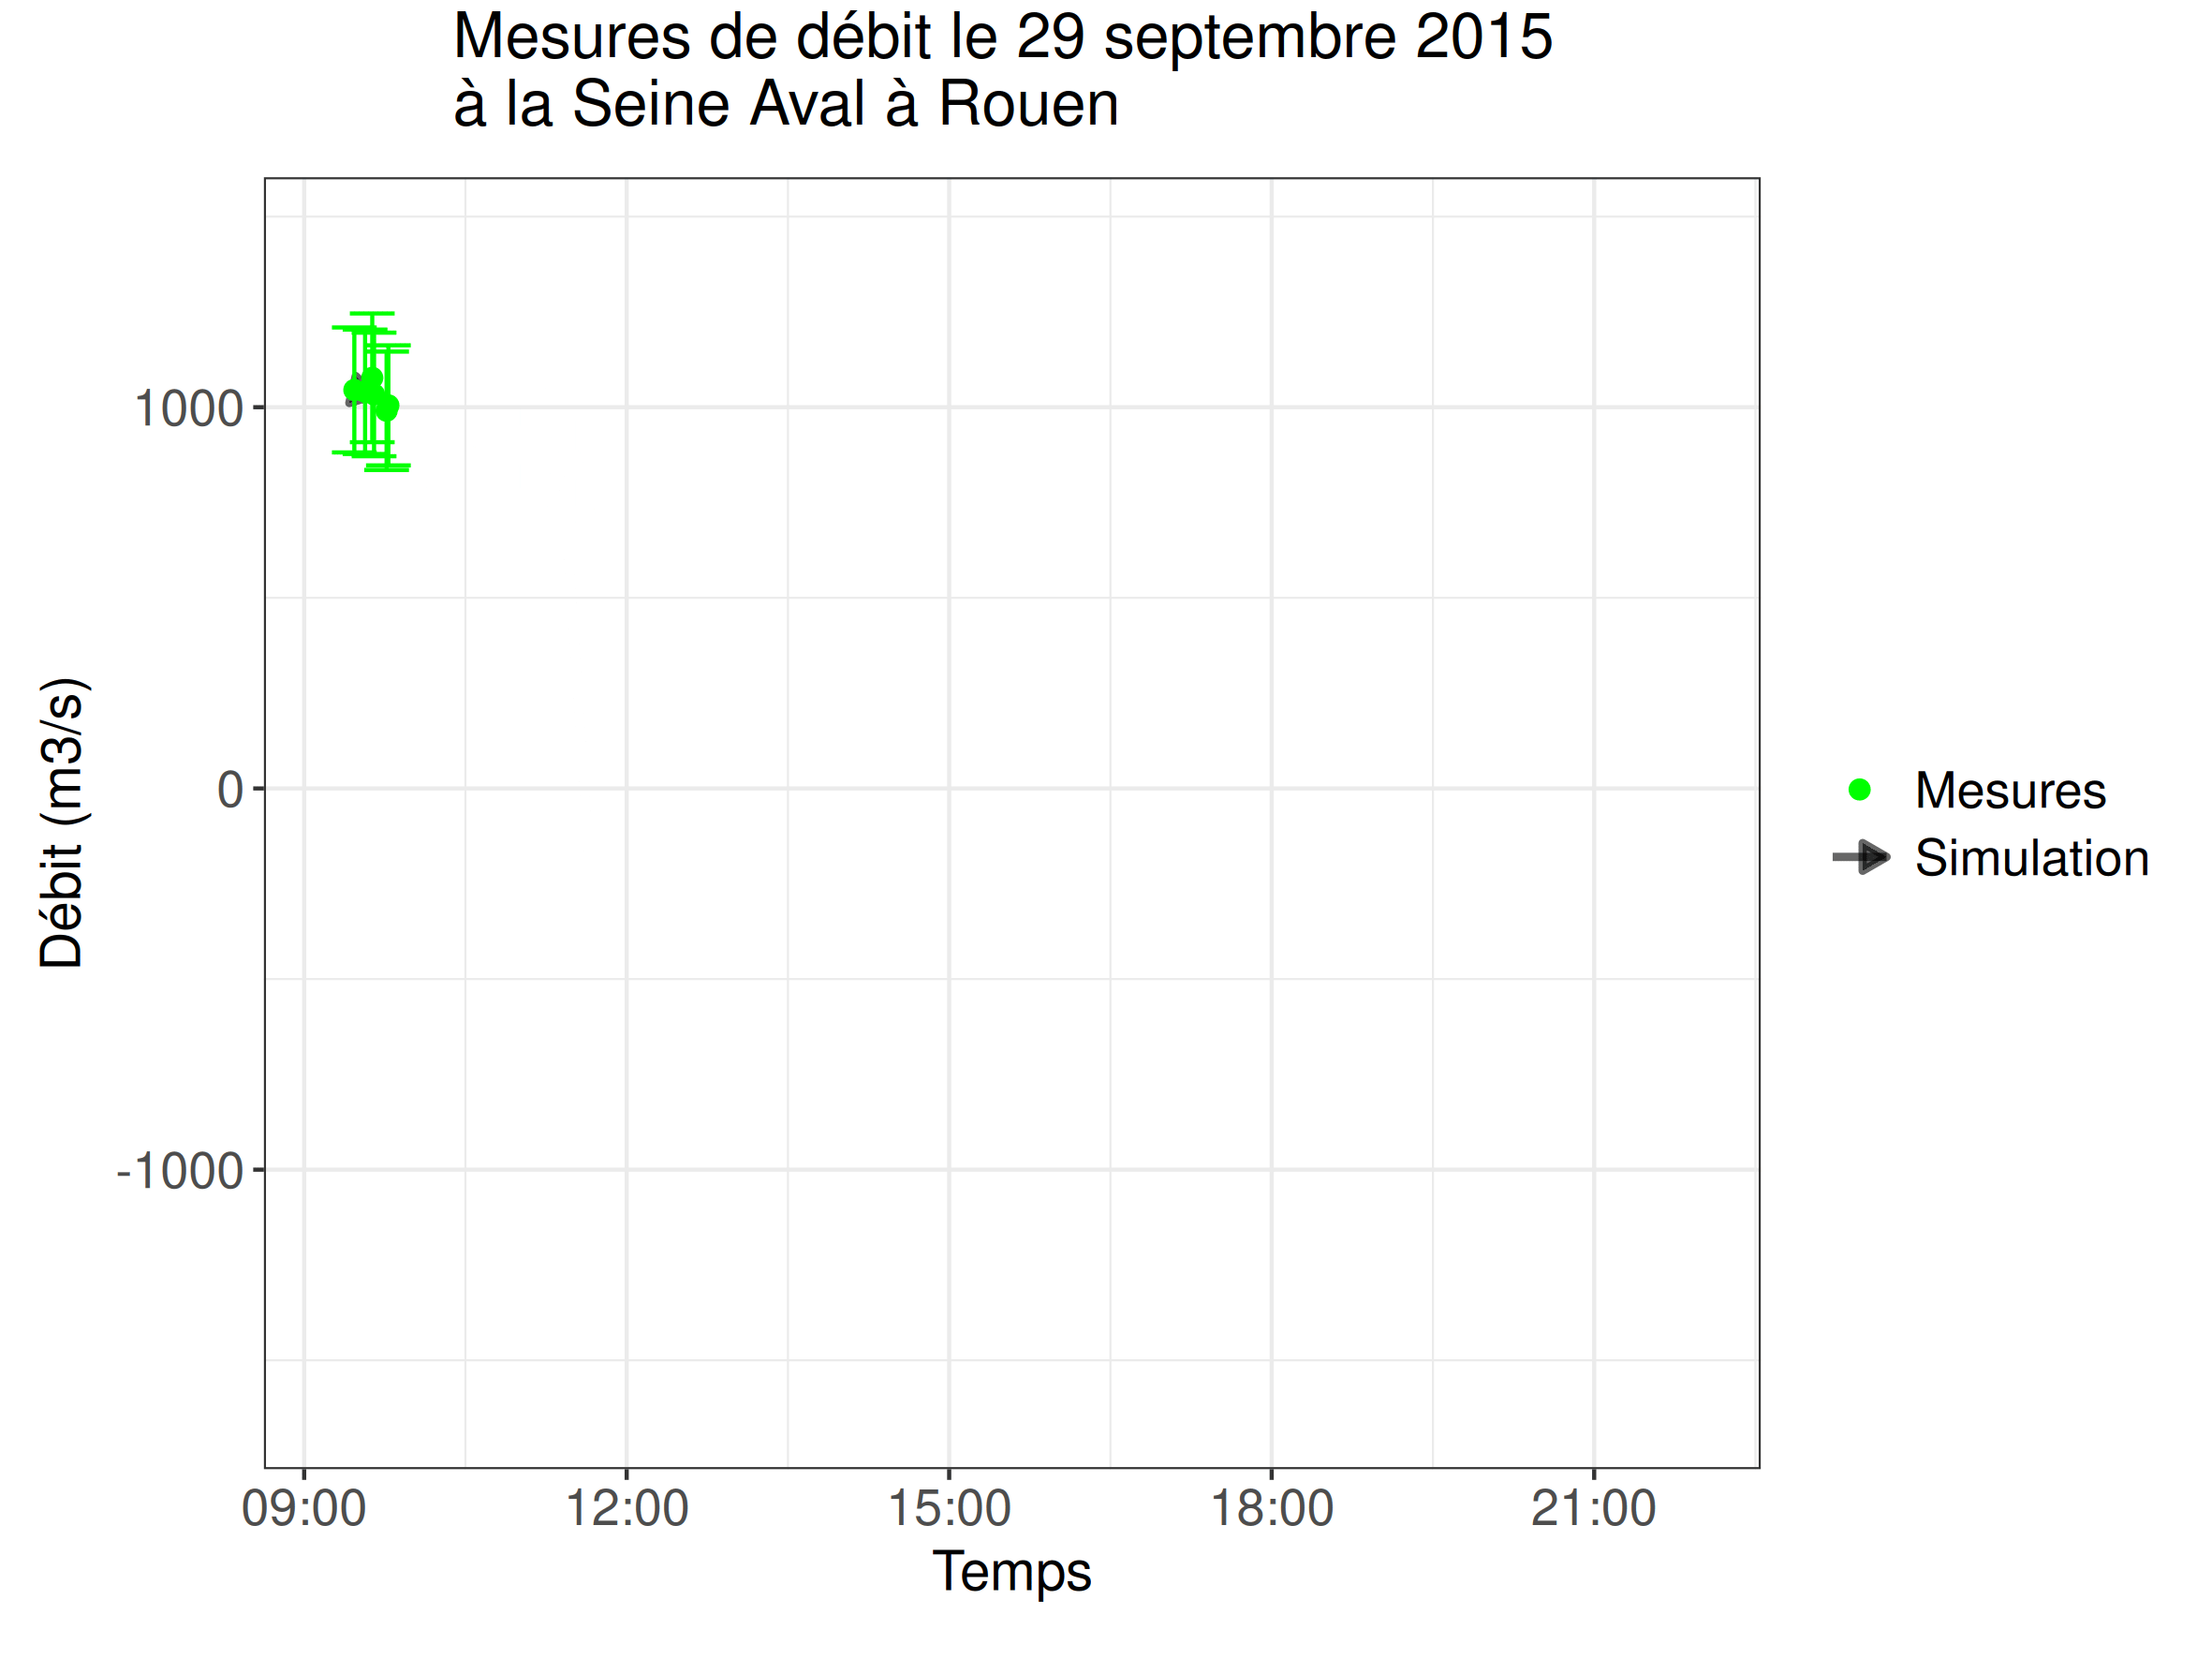 Mesures de débit le 29 septembre 2015
à la Seine Aval à Rouen
Débit (m3/s)
1000
0
-1000
09:00
12:00
15:00
18:00
21:00
Temps
Mesures
Simulation